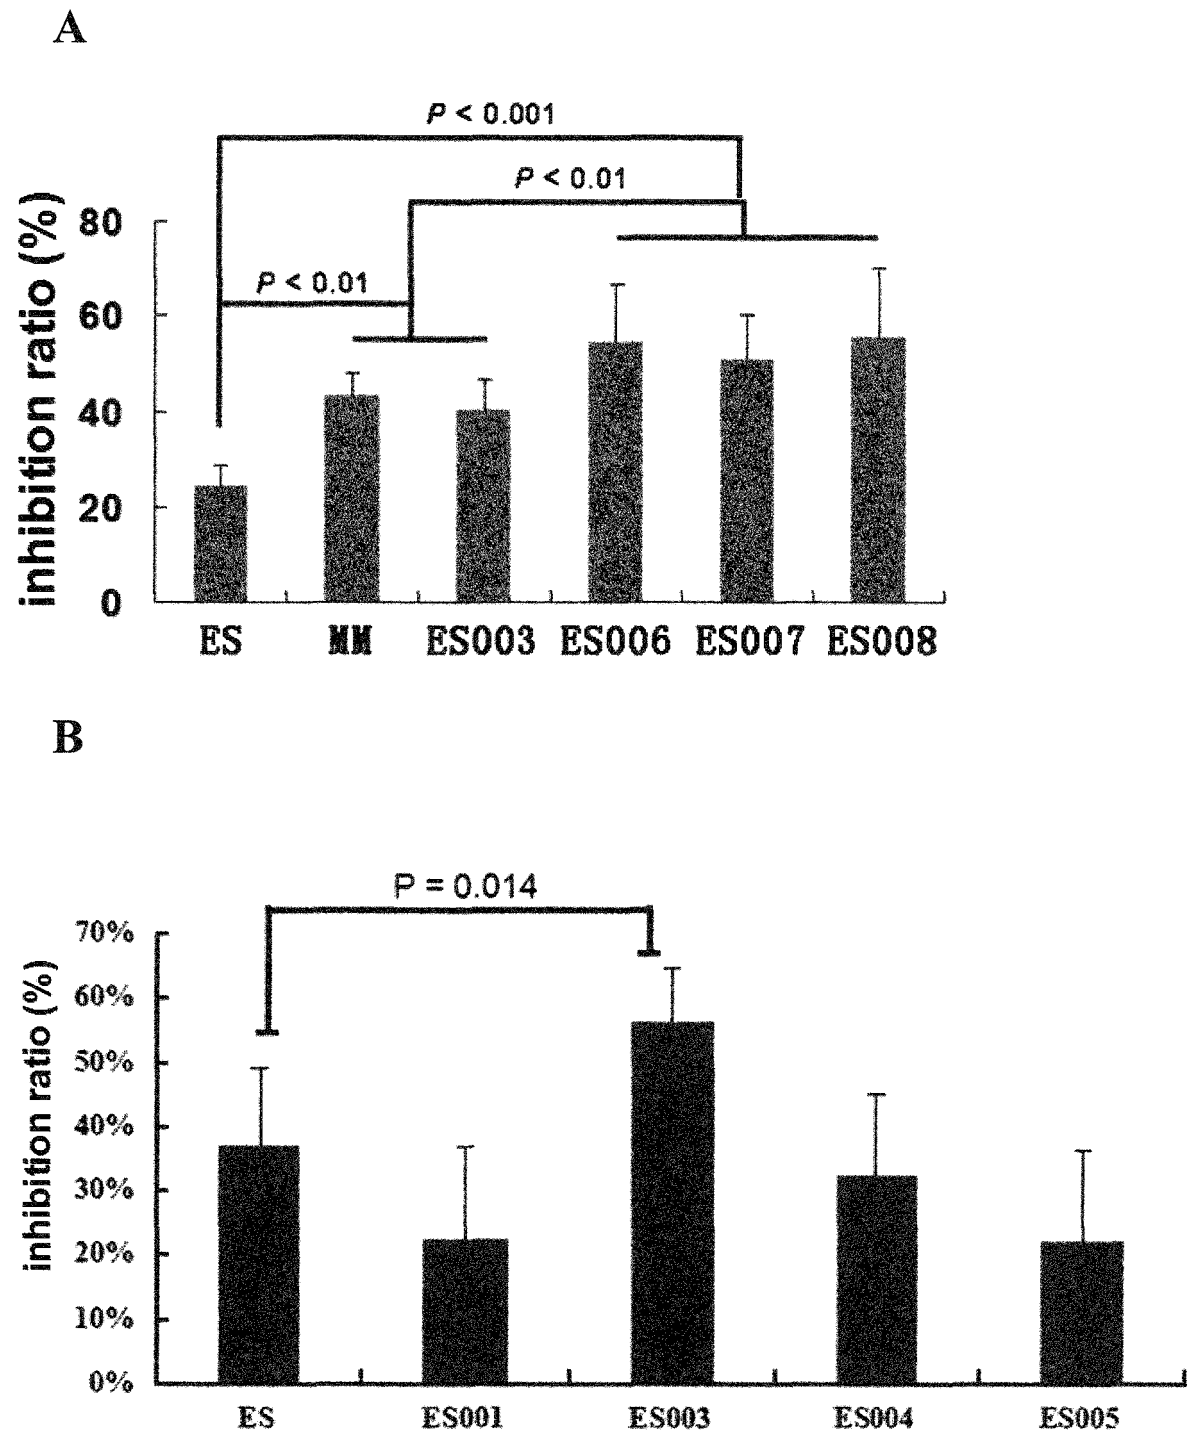 A
P < 0.001
P < 0.01
P < 0.01
inhibition ratio (%)
80
60
40
20
0
ES MM ES003 ES006 ES007 ES008
B
P = 0.014
inhibition ratio (%)
70%
60%
50%
40%
30%
20%
10%
0%
ES ES001 ES003 ES004 ES005